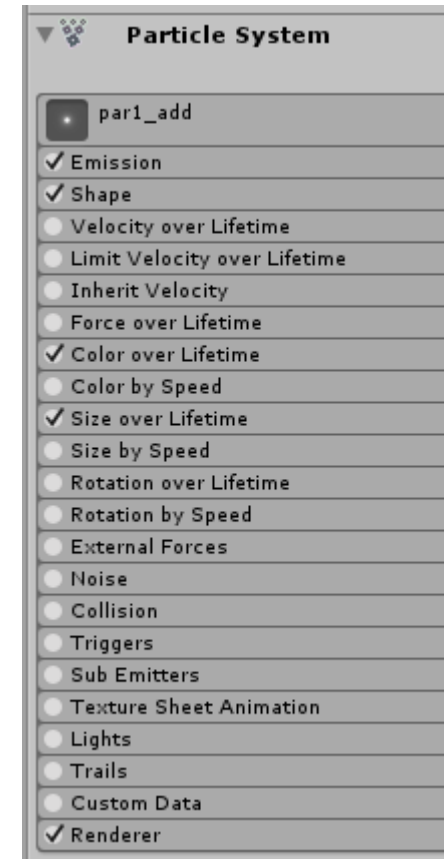 Particle System
par1_add
Emission
Shape
Velocity over Lifetime
Limit Velocity over Lifetime
Inherit Velocity
Force over Lifetime
Color over Lifetime
Color by Speed
Size over Lifetime
Size by Speed
Rotation over Lifetime
Rotation by Speed
External Forces
Noise
Collision
Triggers
Sub Emitters
Texture Sheet Animation
Lights
Trails
Custom Data
Renderer